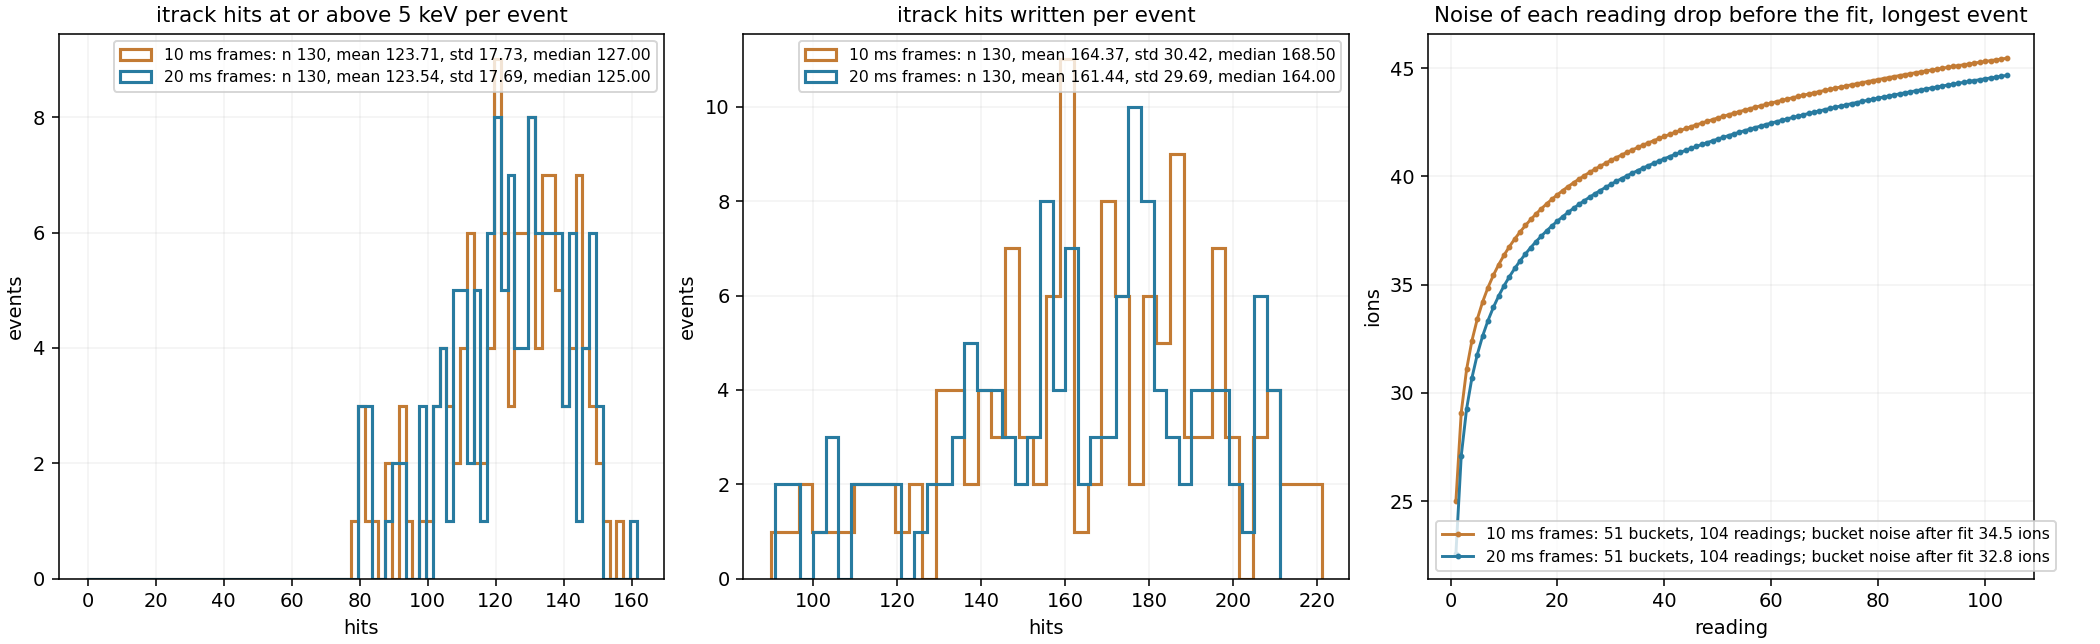 itrack hits at or above 5 keV per event
10 ms frames: n 130, mean 123.71, std 17.73, median 127.00
20 ms frames: n 130, mean 123.54, std 17.69, median 125.00
events
8
6
4
2
0
0 20 40 60 80 100 120 140 160
hits
itrack hits written per event
10 ms frames: n 130, mean 164.37, std 30.42, median 168.50
20 ms frames: n 130, mean 161.44, std 29.69, median 164.00
events
10
8
6
4
2
0
100 120 140 160 180 200 220
hits
Noise of each reading drop before the fit, longest event
ions
45
40
35
30
25
10 ms frames: 51 buckets, 104 readings; bucket noise after fit 34.5 ions
20 ms frames: 51 buckets, 104 readings; bucket noise after fit 32.8 ions
0 20 40 60 80 100
reading